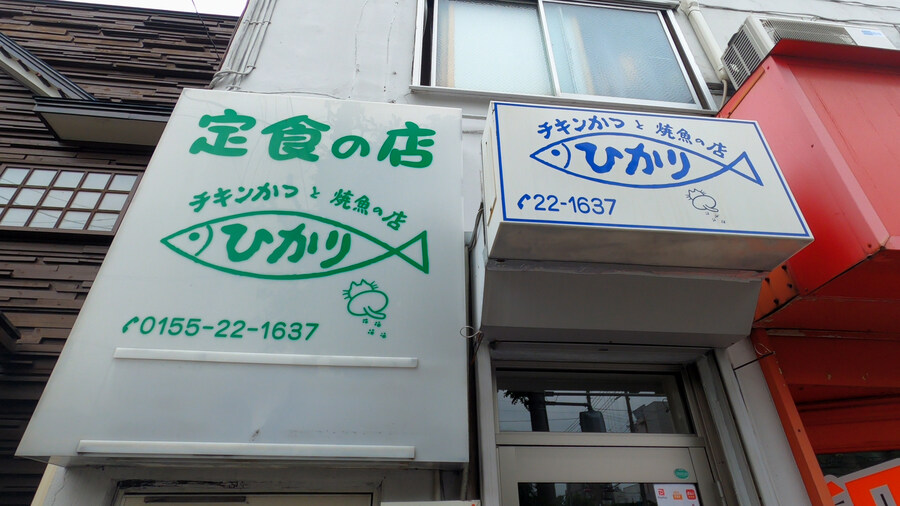 定食の店
チキンかつと焼魚の店
ひかり
0155-22-1637
チキンかつと焼魚の店
ひかり
22-1637